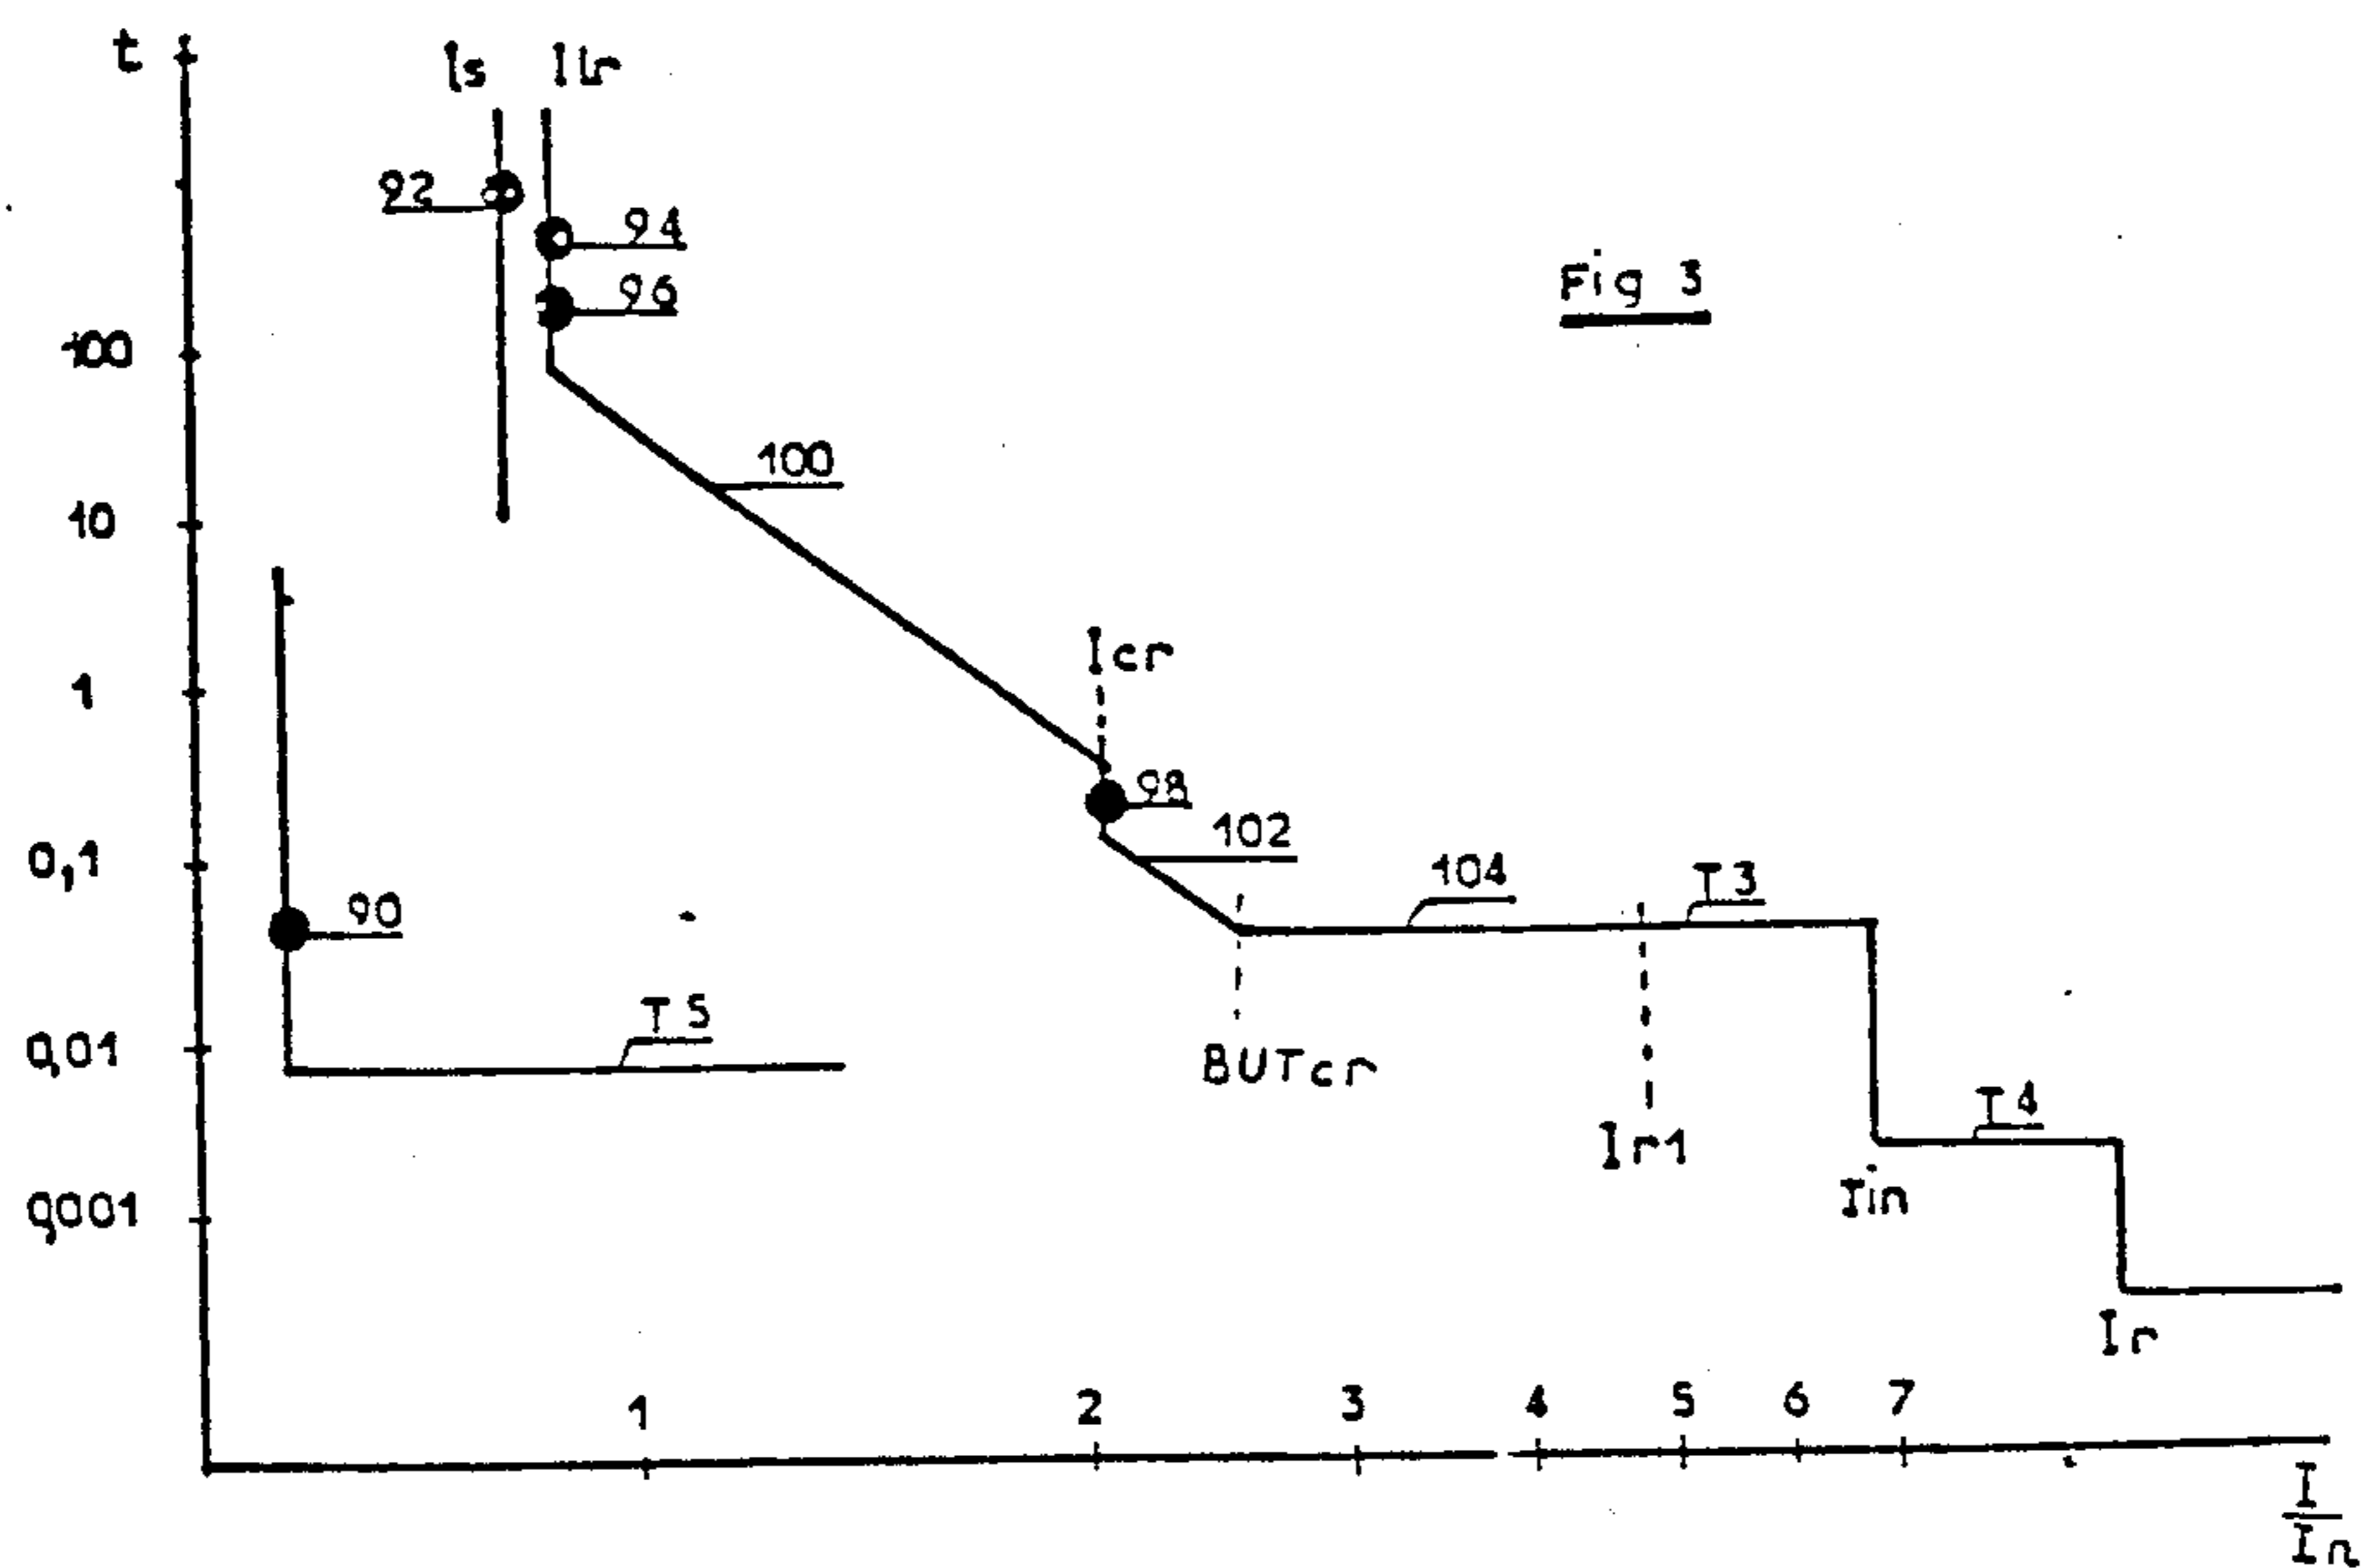 t
Is
Ilr
92
94
96
Fig 3
100
100
10
Icr
1
98
102
0,1
104
T3
90
T5
0,01
BUTcr
Ir1
T4
Iin
0,001
Ir
1 2 3 4 5 6 7
I
In